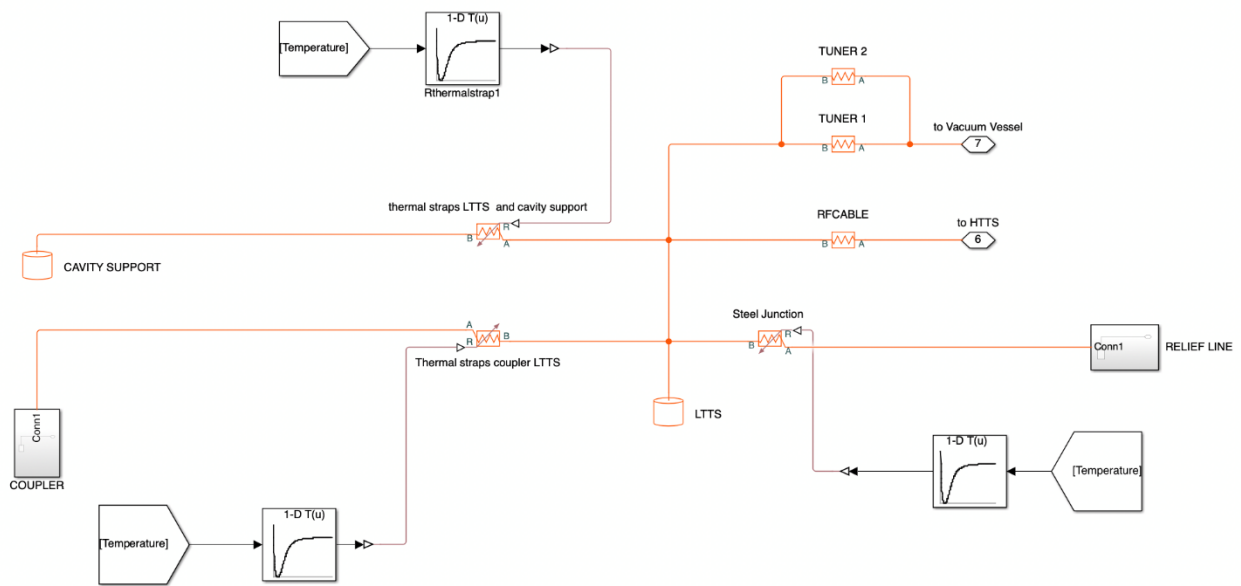 1-D T(u)
[Temperature]
Rthermalstrap1
TUNER 2
B A
TUNER 1
B A
to Vacuum Vessel
7
thermal straps LTTS and cavity support
R
B
A
RFCABLE
B A
to HTTS
6
CAVITY SUPPORT
Steel Junction
A
R
B
Thermal straps coupler LTTS
R
B
A
Conn1
RELIEF LINE
LTTS
Conn1
COUPLER
1-D T(u)
[Temperature]
1-D T(u)
[Temperature]